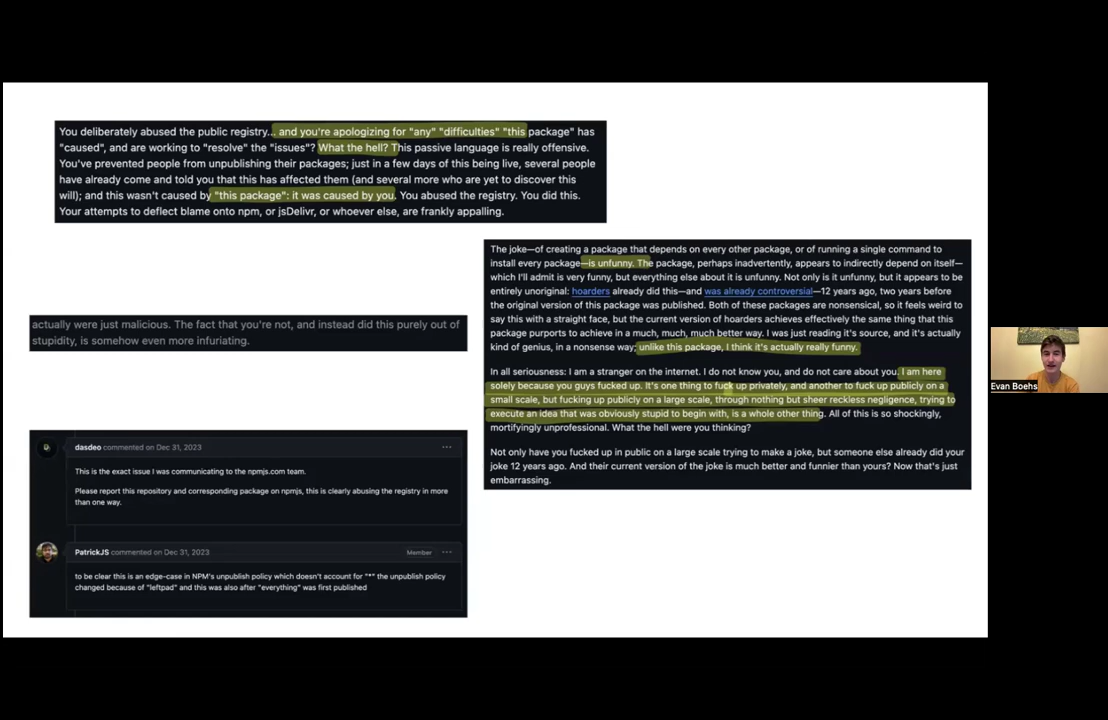 You deliberately abused the public registry... and you're apologizing for "any" "difficulties" "this package" has
"caused", and are working to "resolve" the "issues"? What the hell? This passive language is really offensive.
You've prevented people from unpublishing their packages; just in a few days of this being live, several people
have already come and told you that this has affected them (and several more who are yet to discover this
will); and this wasn't caused by "this package": it was caused by you. You abused the registry. You did this.
Your attempts to deflect blame onto npm, or jsDelivr, or whoever else, are frankly appalling.
The joke—of creating a package that depends on every other package, or of running a single command to
install every package—is unfunny. The package, perhaps inadvertently, appears to indirectly depend on itself—
which I'll admit is very funny, but everything else about it is unfunny. Not only is it unfunny, but it appears to be
entirely unoriginal: hoarders already did this—and was already controversial—12 years ago, two years before
the original version of this package was published. Both of these packages are nonsensical, so it feels weird to
say this with a straight face, but the current version of hoarders achieves effectively the same thing that this
package purports to achieve in a much, much, much better way. I was just reading it's source, and it's actually
kind of genius, in a nonsense way; unlike this package, I think it's actually really funny.
In all seriousness: I am a stranger on the internet. I do not know you, and do not care about you. I am here
solely because you guys fucked up. It's one thing to fuck up privately, and another to fuck up publicly on a
small scale, but fucking up publicly on a large scale, through nothing but sheer reckless negligence, trying to
execute an idea that was obviously stupid to begin with, is a whole other thing. All of this is so shockingly,
mortifyingly unprofessional. What the hell were you thinking?
Not only have you fucked up in public on a large scale trying to make a joke, but someone else already did your
joke 12 years ago. And their current version of the joke is much better and funnier than yours? Now that's just
embarrassing.
actually were just malicious. The fact that you're not, and instead did this purely out of
stupidity, is somehow even more infuriating.
dasdeo commented on Dec 31, 2023
This is the exact issue I was communicating to the npmjs.com team.
Please report this repository and corresponding package on npmjs, this is clearly abusing the registry in more
than one way.
PatrickJS commented on Dec 31, 2023 Member
to be clear this is an edge-case in NPM's unpublish policy which doesn't account for "*" the unpublish policy
changed because of "leftpad" and this was also after "everything" was first published
Evan Boehs